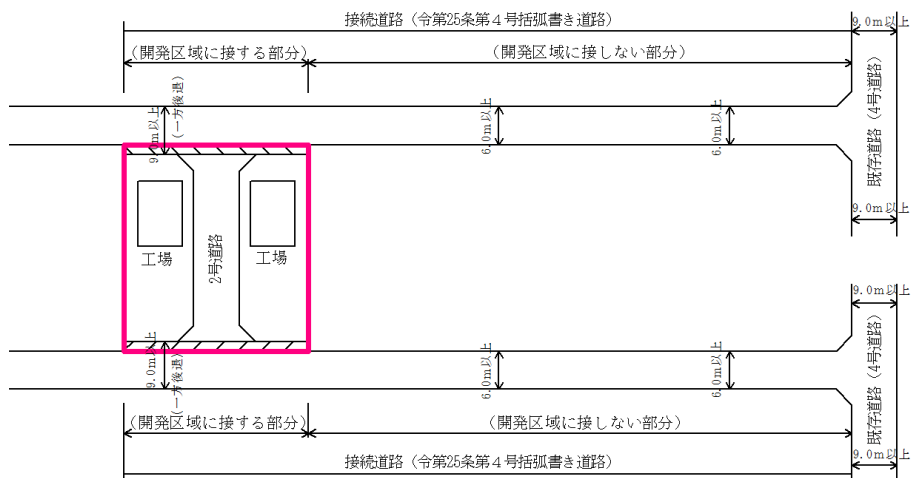 接続道路（令第25条第４号括弧書き道路）
9.0m以上
(開発区域に接する部分)
(開発区域に接しない部分)
9.0m以上
(一方後退)
6.0m以上
6.0m以上
既存道路（4号道路）
9.0m以上
工場
2号道路
工場
9.0m以上
9.0m以上
(一方後退)
6.0m以上
6.0m以上
既存道路（4号道路）
(開発区域に接する部分)
(開発区域に接しない部分)
9.0m以上
接続道路（令第25条第４号括弧書き道路）